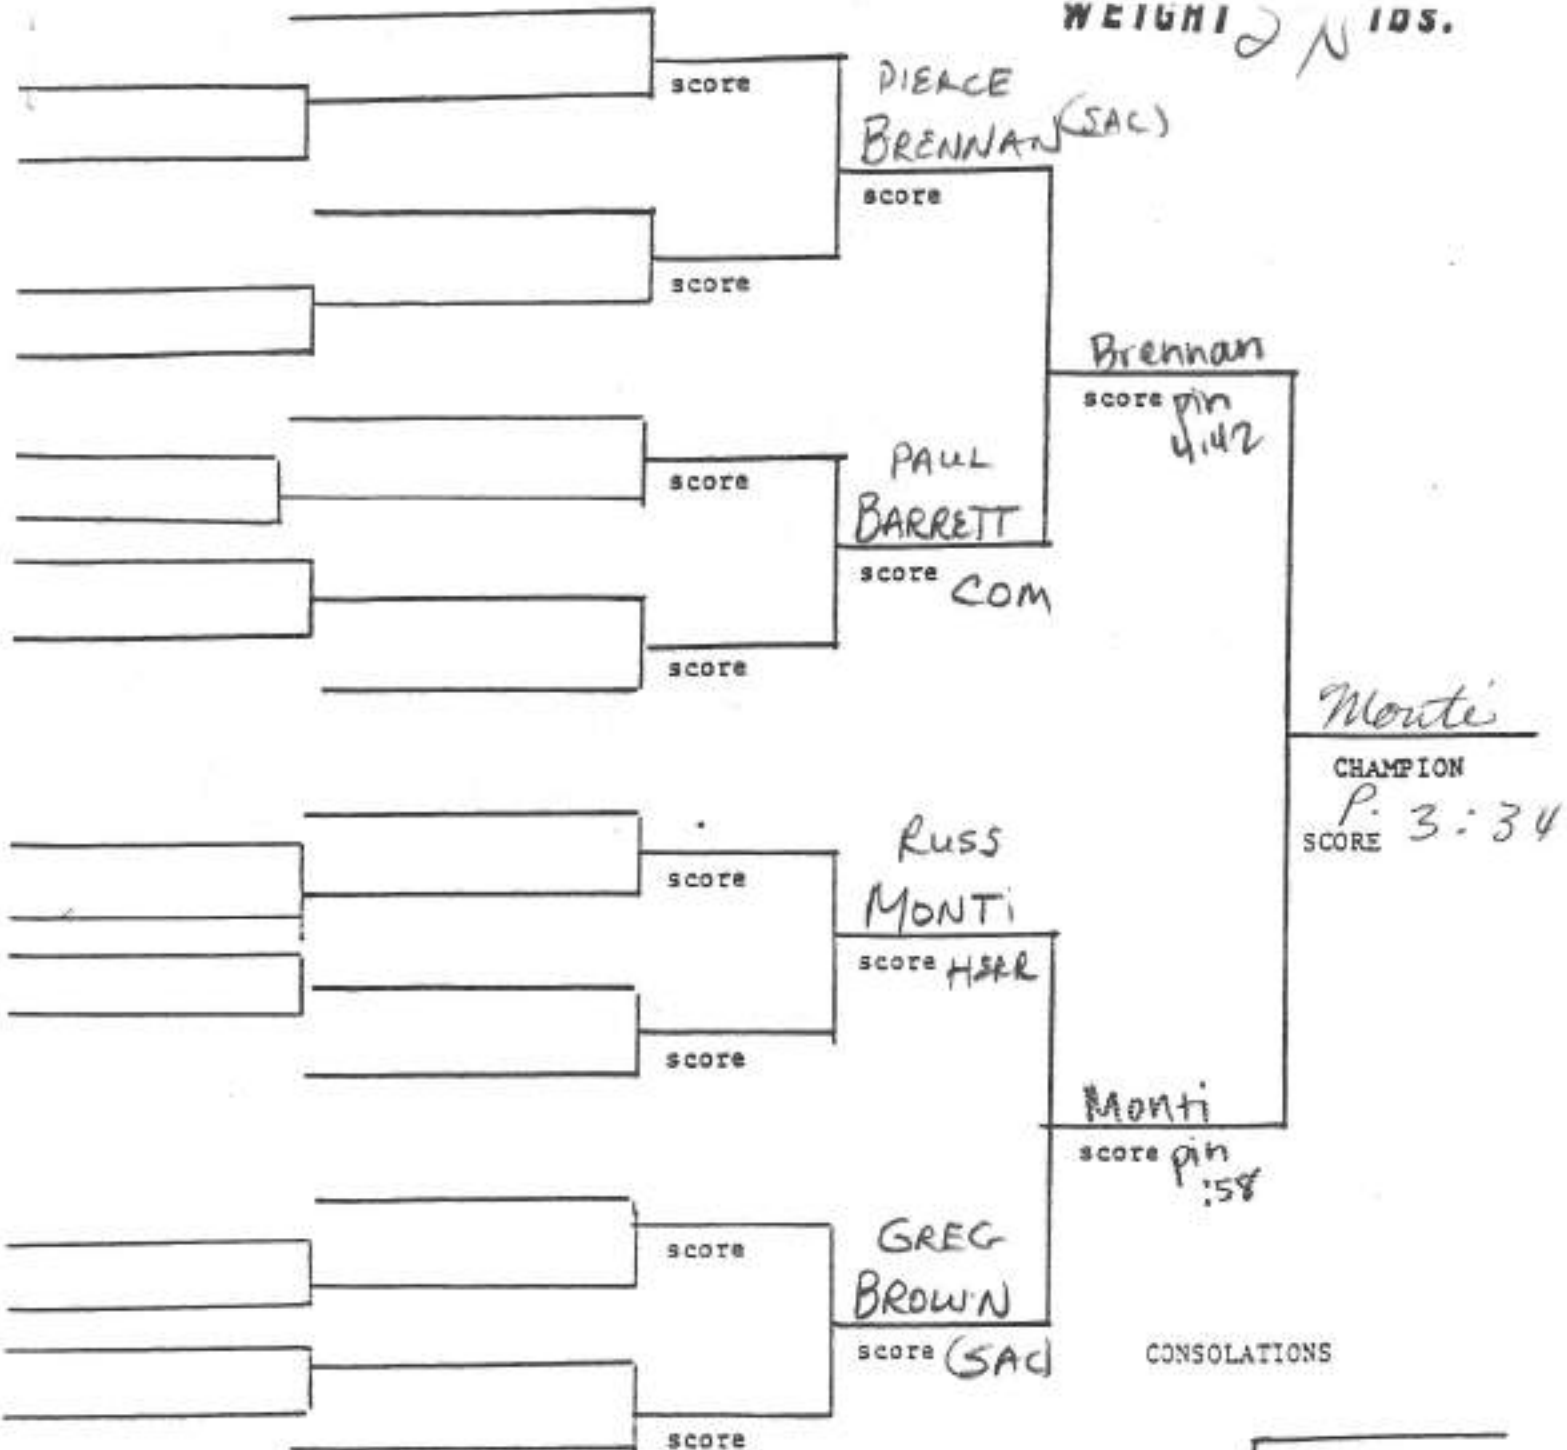 WEIGHT lbs.
score
PIERCE
BRENNAN (SAC)
score
score
Brennan
score pin
4:42
score
PAUL
BARRETT
score COM
score
Monti
CHAMPION
P.
SCORE 3:34
RUSS
MONTi
score
score
score
Monti
score pin
:58
score
GREG
BROWN
score (SAC)
CONSOLATIONS
score